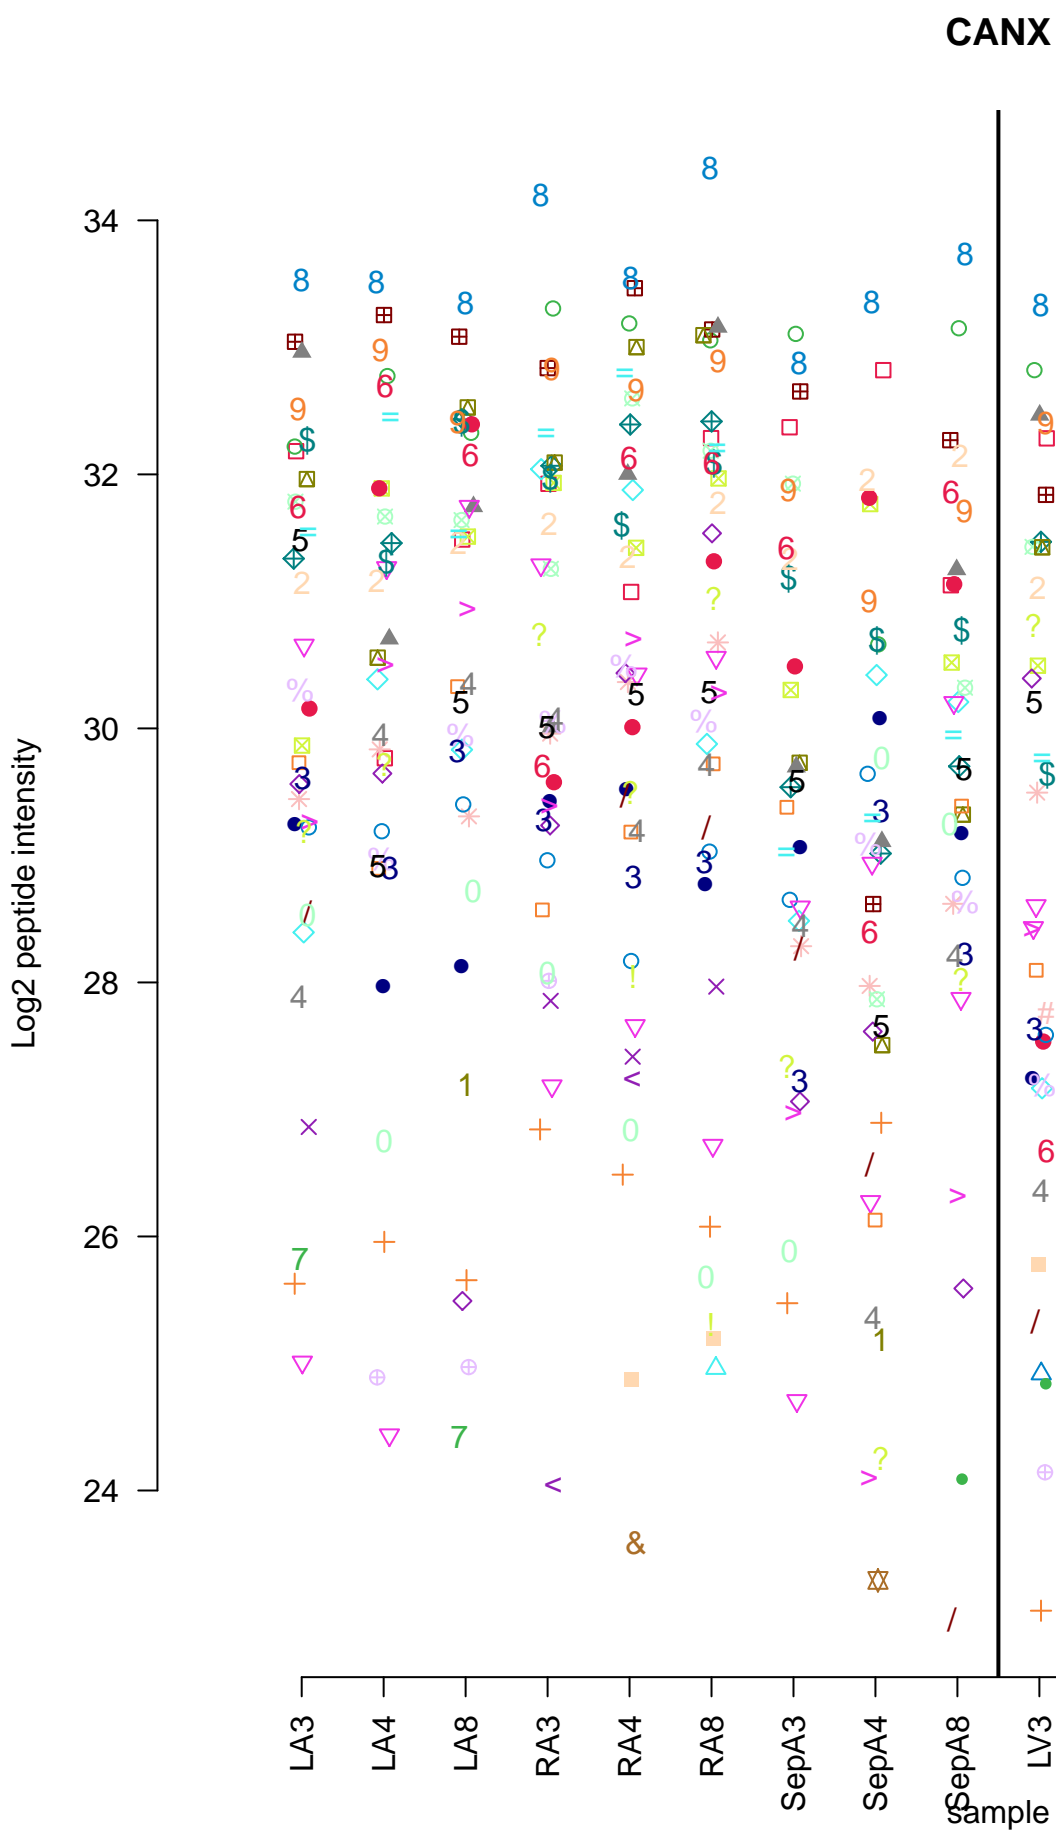 CANX
Log2 peptide intensity
34
32
30
28
26
24
LA3
LA4
LA8
RA3
RA4
RA8
SepA3
SepA4
SepA8
LV3
sample